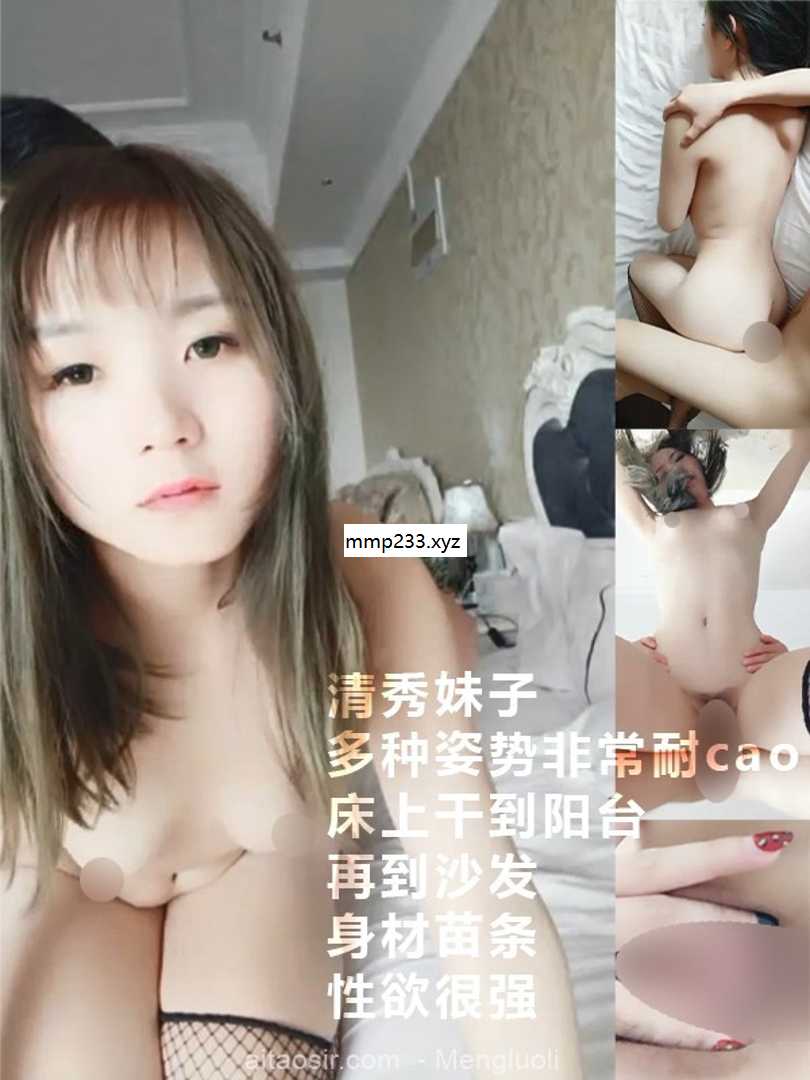 mmp233.xyz
清秀妹子
多种姿势非常耐cao
床上干到阳台
再到沙发
身材苗条
性欲很强
aitaosir.com - Mengluoli